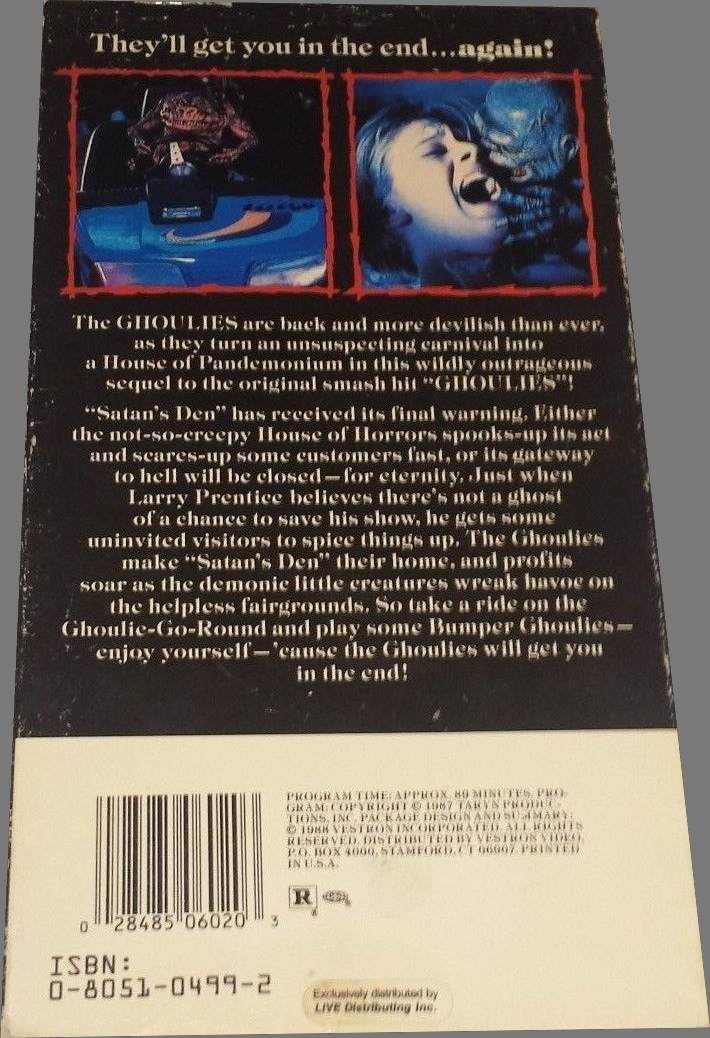 They'll get you in the end...again!
The GHOULIES are back and more devilish than ever,
as they turn an unsuspecting carnival into
a House of Pandemonium in this wildly outrageous
sequel to the original smash hit "GHOULIES"!
"Satan's Den" has received its final warning. Either
the not-so-creepy House of Horrors spooks-up its act
and scares-up some customers fast, or its gateway
to hell will be closed—for eternity. Just when
Larry Prentice believes there's not a ghost
of a chance to save his show, he gets some
uninvited visitors to spice things up. The Ghoulies
make "Satan's Den" their home, and profits
soar as the demonic little creatures wreak havoc on
the helpless fairgrounds. So take a ride on the
Ghoulie-Go-Round and play some Bumper Ghoulies—
enjoy yourself—'cause the Ghoulies will get you
in the end!
PROGRAM TIME: APPROX. 89 MINUTES. PRO-
GRAM: COPYRIGHT © 1987 TARYN PRODUC-
TIONS, INC. PACKAGE DESIGN AND SUMMARY:
© 1988 VESTRON INCORPORATED. ALL RIGHTS
RESERVED. DISTRIBUTED BY VESTRON VIDEO,
P.O. BOX 4000, STAMFORD, CT 06907. PRINTED
IN U.S.A.
R
0 28485 06020 3
ISBN:
0-8051-0499-2
Exclusively distributed by
LIVE Distributing Inc.